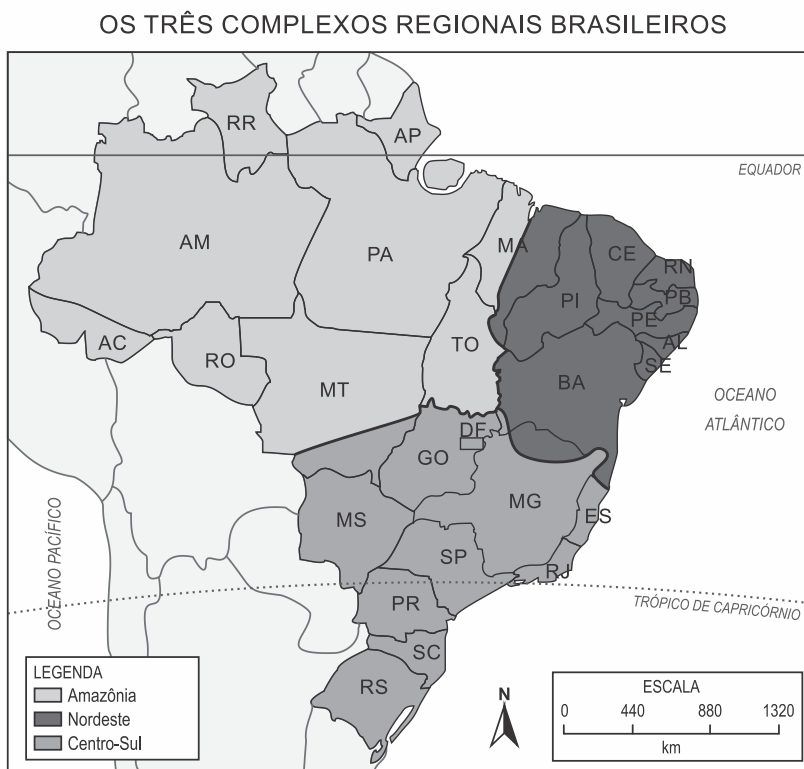 OS TRÊS COMPLEXOS REGIONAIS BRASILEIROS
RR
AP
EQUADOR
AM
PA
MA
CE
RN
PI
PB
PE
AC
RO
TO
AL
SE
MT
BA
OCEANO
ATLÂNTICO
DF
GO
MG
MS
ES
OCEANO PACÍFICO
SP
RJ
PR
TRÓPICO DE CAPRICÓRNIO
SC
RS
LEGENDA
Amazônia
Nordeste
Centro-Sul
N
ESCALA
0 440 880 1320
km